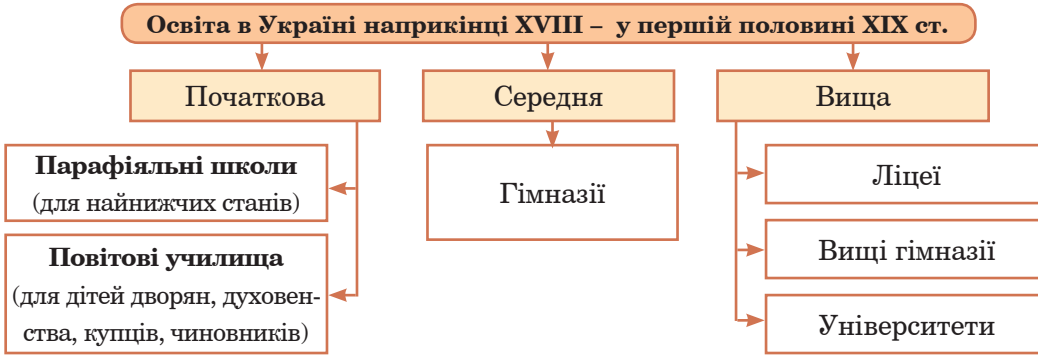 Освіта в Україні наприкінці XVIII – у першій половині XIX ст.
Початкова
Середня
Вища
Парафіяльні школи
(для найнижчих станів)
Повітові училища
(для дітей дворян, духовен-
ства, купців, чиновників)
Гімназії
Ліцеї
Вищі гімназії
Університети